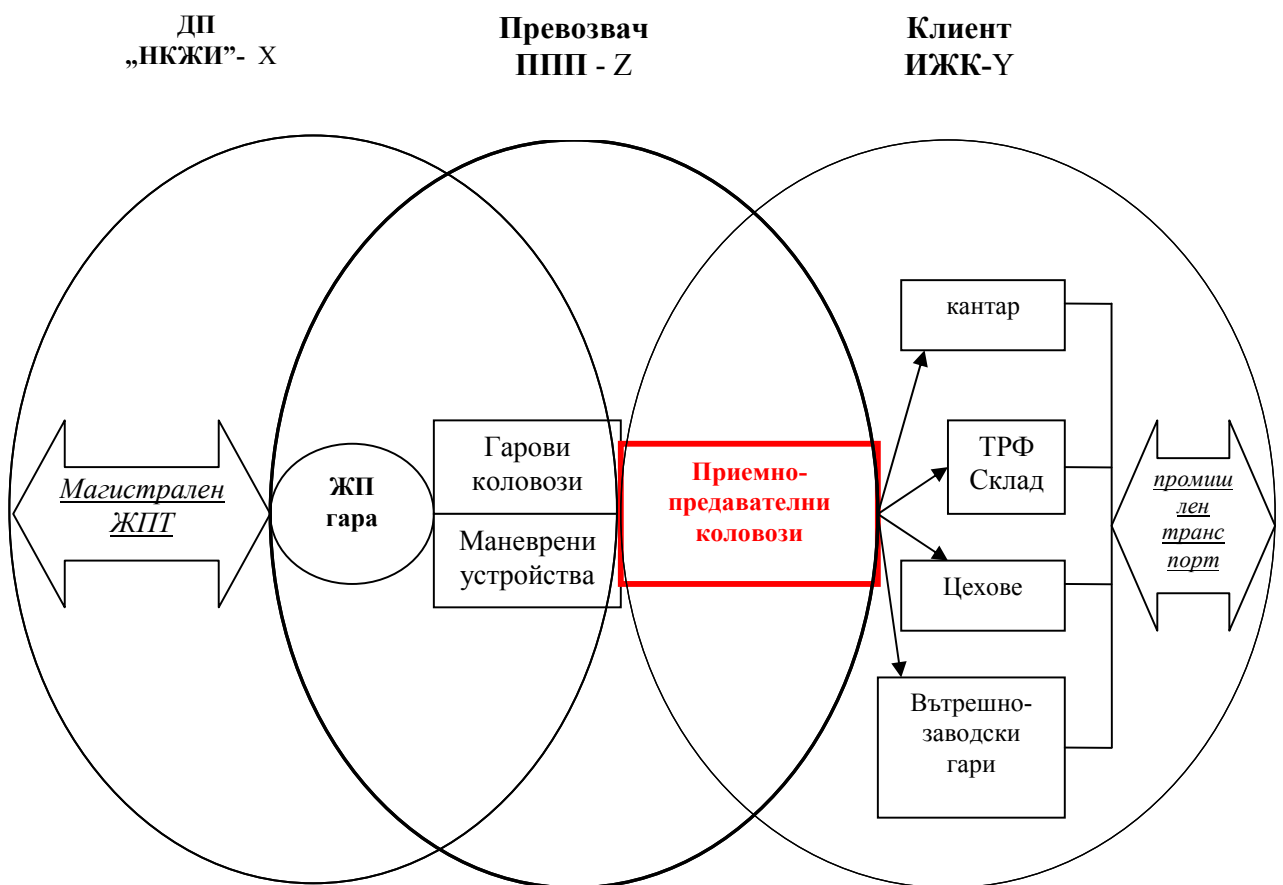 ДП
„НКЖИ”- X
Превозвач
ППП - Z
Клиент
ИЖК-Y
кантар
ТРФ
Склад
Цехове
Вътрешно-
заводски
гари
Магистрален
ЖПТ
ЖП
гара
Гарови
коловози
Маневрени
устройства
Приемно-
предавателни
коловози
промиш
лен
транс
порт